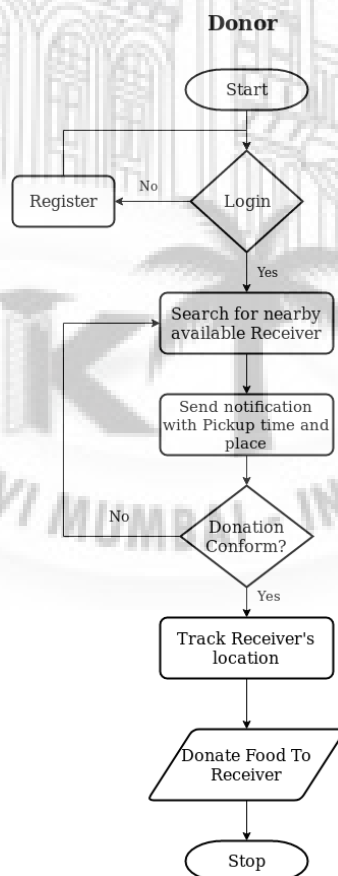 Donor
Start
No
Register
Login
Yes
Search for nearby
available Receiver
Send notification
with Pickup time and
place
No
Donation
Conform?
Yes
Track Receiver's
location
Donate Food To
Receiver
Stop